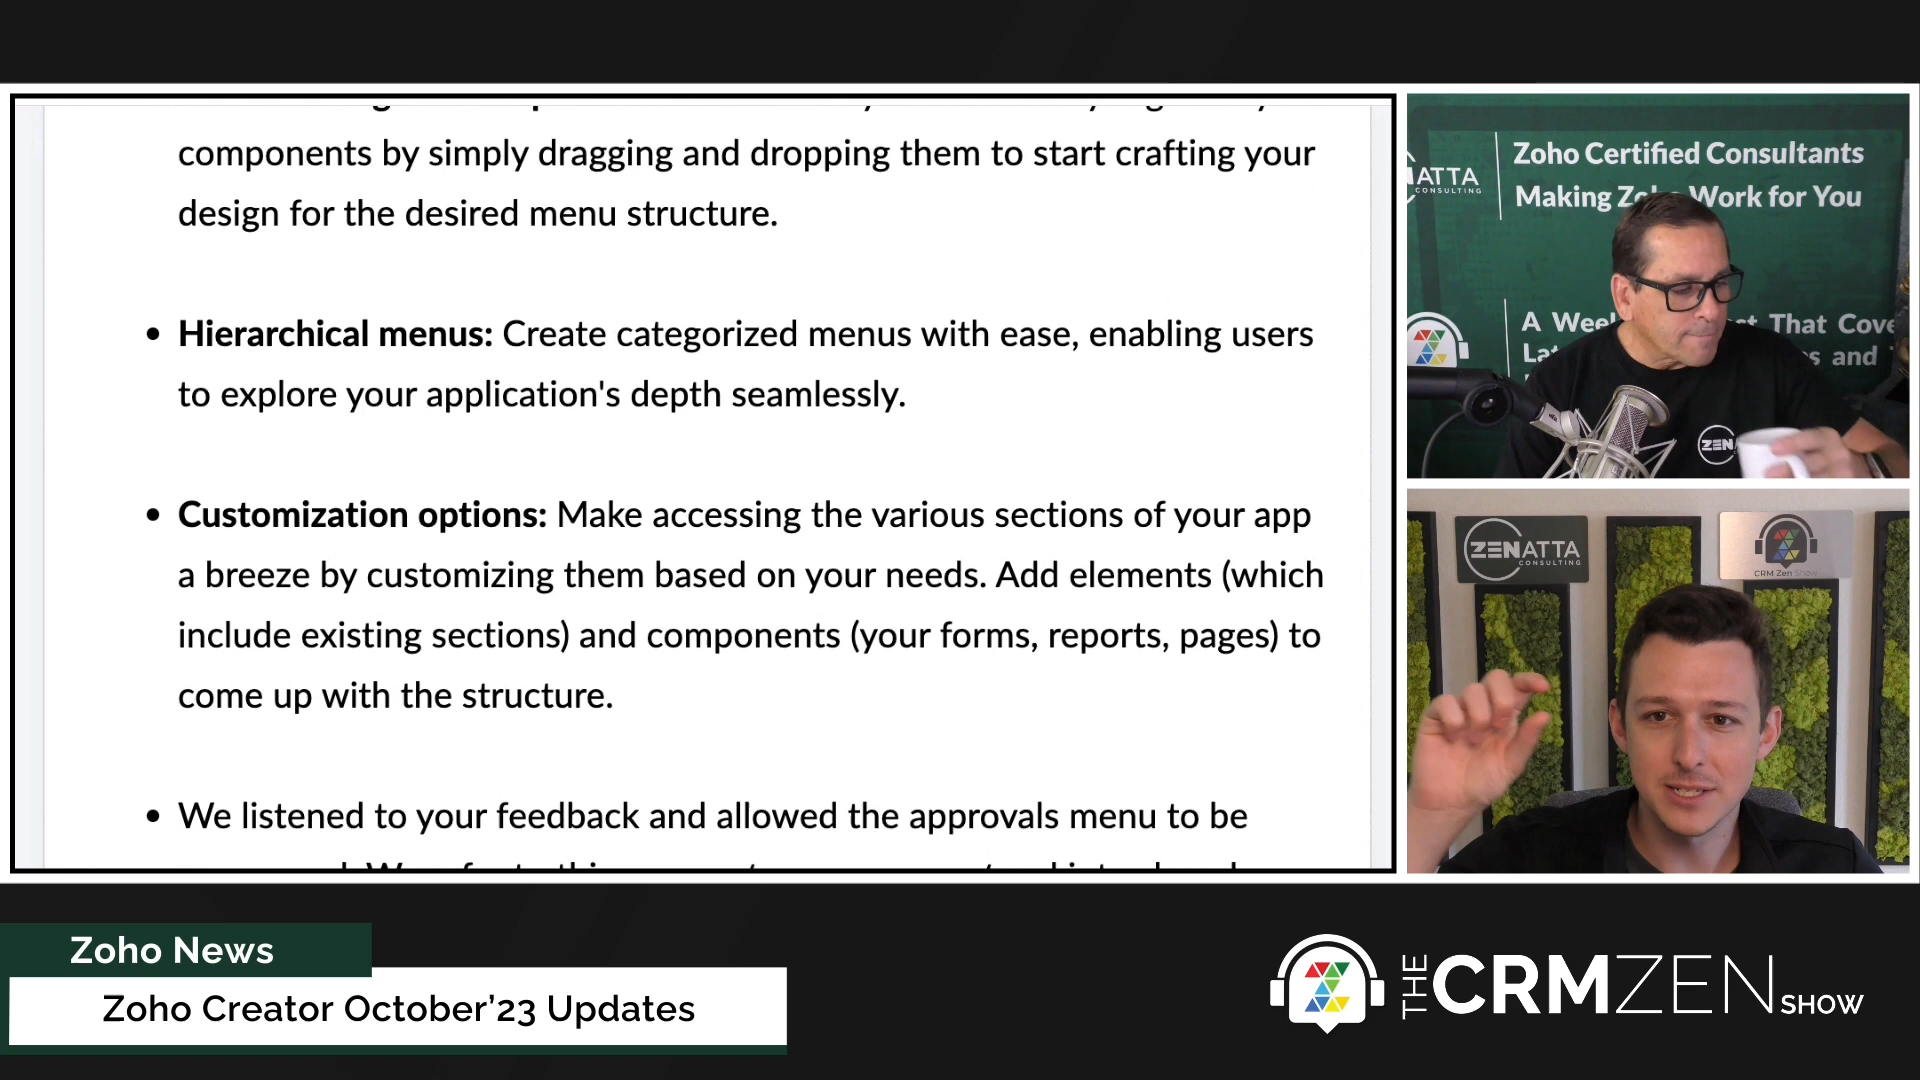 components by simply dragging and dropping them to start crafting your
design for the desired menu structure.
• Hierarchical menus: Create categorized menus with ease, enabling users
to explore your application's depth seamlessly.
• Customization options: Make accessing the various sections of your app
a breeze by customizing them based on your needs. Add elements (which
include existing sections) and components (your forms, reports, pages) to
come up with the structure.
• We listened to your feedback and allowed the approvals menu to be
ATTA
CONSULTING
Zoho Certified Consultants
Making Work for You
A
That
and
ZEN
ZENATTA
CONSULTING
CRM Zen Show
Zoho News
Zoho Creator October’23 Updates
THE CRMZEN SHOW